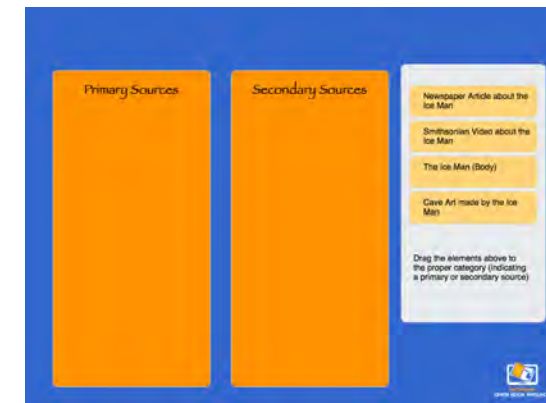 Primary Sources
Secondary Sources
Newspaper Article about the
Ice Man
Smithsonian Video about the
Ice Man
The Ice Man (Body)
Cave Art made by the Ice
Man
Drag the elements above to
the proper category (indicating
a primary or secondary source)
OPEN BOOK